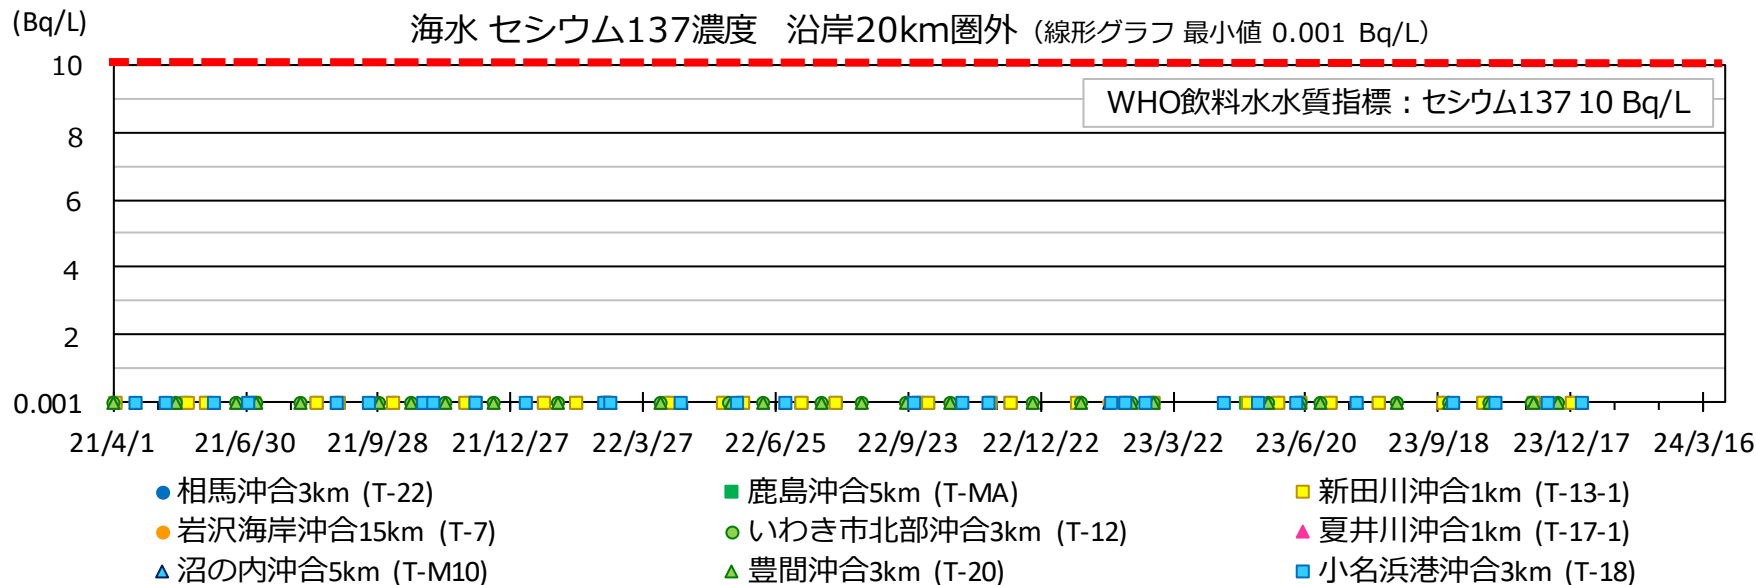 (Bq/L)
海水 セシウム137濃度 沿岸20km圏外（線形グラフ 最小値 0.001 Bq/L）
10
WHO飲料水水質指標：セシウム137 10 Bq/L
8
6
4
2
0.001
21/4/1 21/6/30 21/9/28 21/12/27 22/3/27 22/6/25 22/9/23 22/12/22 23/3/22 23/6/20 23/9/18 23/12/17 24/3/16
相馬沖合3km (T-22) 鹿島沖合5km (T-MA) 新田川沖合1km (T-13-1)
岩沢海岸沖合15km (T-7) いわき市北部沖合3km (T-12) 夏井川沖合1km (T-17-1)
沼の内沖合5km (T-M10) 豊間沖合3km (T-20) 小名浜港沖合3km (T-18)